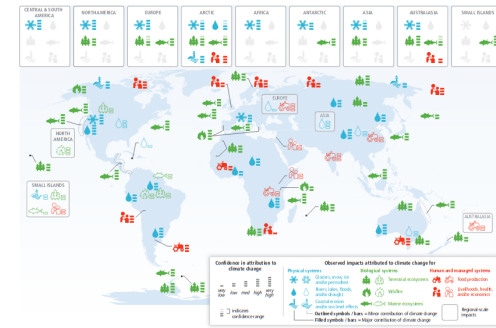 CENTRAL & SOUTH
AMERICA
NORTH AMERICA
EUROPE
ARCTIC
AFRICA
ANTARCTIC
ASIA
AUSTRALASIA
SMALL ISLANDS
EUROPE
ASIA
NORTH
AMERICA
SMALL ISLANDS
AUSTRALASIA
Confidence in attribution to
climate change
very
low
low
med
high
very
high
indicates
confidence range
Observed impacts attributed to climate change for
Physical systems
Glaciers, snow, ice
and/or permafrost
Rivers, lakes, floods,
and/or drought
Coastal erosion
and/or sea level effects
Biological systems
Terrestrial ecosystems
Wildfire
Marine ecosystems
Human and managed systems
Food production
Livelihoods, health,
and/or economics
Outlined symbols / bars = Minor contribution of climate change
Filled symbols / bars = Major contribution of climate change
Regional-scale
impacts